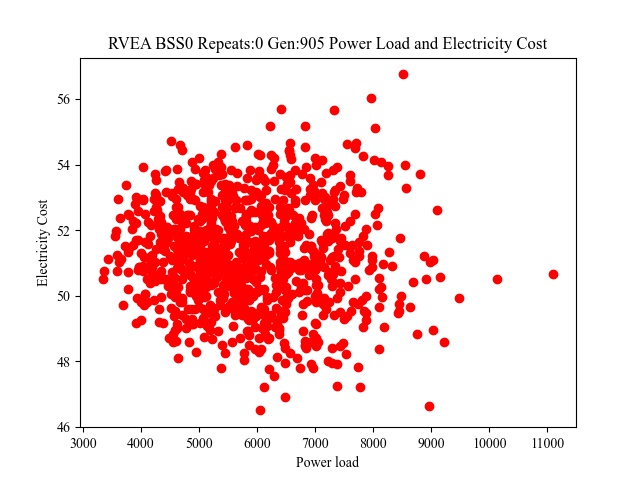 RVEA BSS0 Repeats:0 Gen:905 Power Load and Electricity Cost
56
54
52
50
48
46
Electricity Cost
3000 4000 5000 6000 7000 8000 9000 10000 11000
Power load